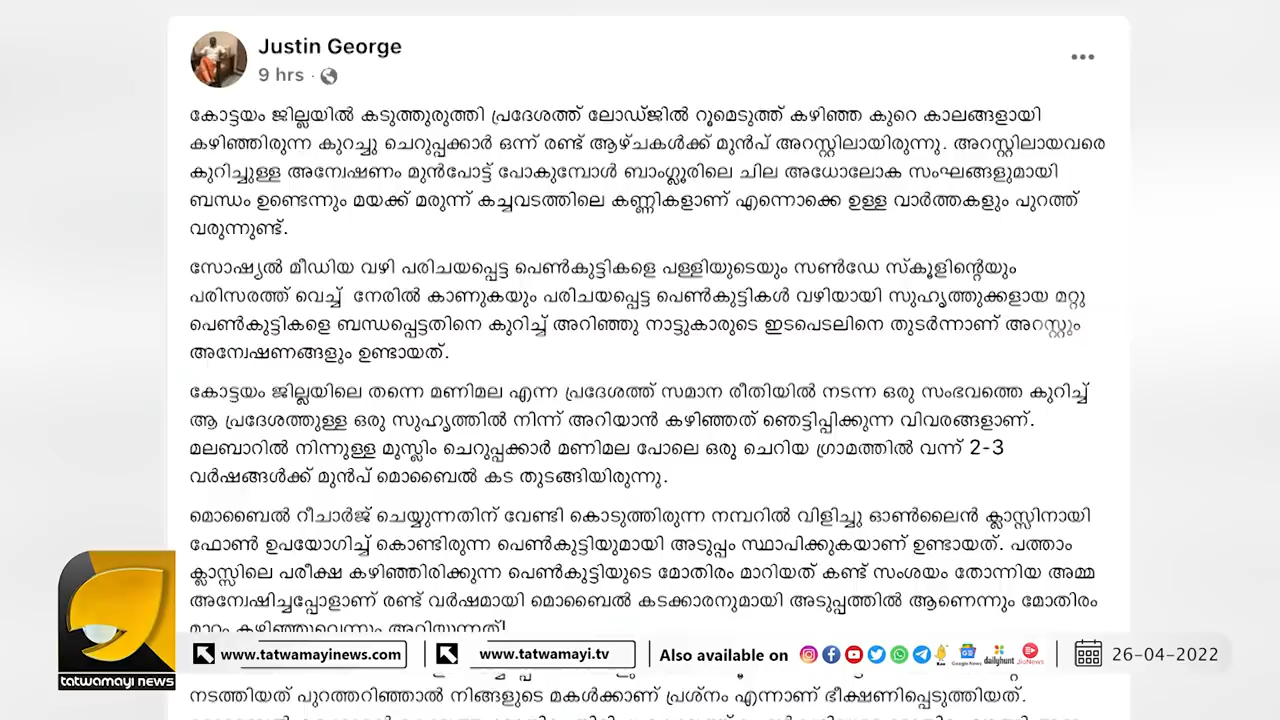 Justin George
9 hrs ·
കോട്ടയം ജില്ലയിൽ കടുത്തുരുത്തി പ്രദേശത്ത് ലോഡ്ജിൽ റൂമെടുത്ത് കഴിഞ്ഞ കുറെ കാലങ്ങളായി
കഴിഞ്ഞിരുന്ന കുറച്ചു ചെറുപ്പക്കാർ ഒന്ന് രണ്ട് ആഴ്ചകൾക്ക് മുൻപ് അറസ്റ്റിലായിരുന്നു. അറസ്റ്റിലായവരെ
കുറിച്ചുള്ള അന്വേഷണം മുൻപോട്ട് പോകുമ്പോൾ ബാംഗ്ലൂരിലെ ചില അധോലോക സംഘങ്ങളുമായി
ബന്ധം ഉണ്ടെന്നും മയക്ക് മരുന്ന് കച്ചവടത്തിലെ കണ്ണികളാണ് എന്നൊക്കെ ഉള്ള വാർത്തകളും പുറത്ത്
വരുന്നുണ്ട്.
സോഷ്യൽ മീഡിയ വഴി പരിചയപ്പെട്ട പെൺകുട്ടികളെ പള്ളിയുടെയും സൺഡേ സ്കൂളിന്റെയും
പരിസരത്ത് വെച്ച് നേരിൽ കാണുകയും പരിചയപ്പെട്ട പെൺകുട്ടികൾ വഴിയായി സുഹൃത്തുക്കളായ മറ്റു
പെൺകുട്ടികളെ ബന്ധപ്പെട്ടതിനെ കുറിച്ച് അറിഞ്ഞു നാട്ടുകാരുടെ ഇടപെടലിനെ തുടർന്നാണ് അറസ്റ്റും
അന്വേഷണങ്ങളും ഉണ്ടായത്.
കോട്ടയം ജില്ലയിലെ തന്നെ മണിമല എന്ന പ്രദേശത്ത് സമാന രീതിയിൽ നടന്ന ഒരു സംഭവത്തെ കുറിച്ച്
ആ പ്രദേശത്തുള്ള ഒരു സുഹൃത്തിൽ നിന്ന് അറിയാൻ കഴിഞ്ഞത് ഞെട്ടിപ്പിക്കുന്ന വിവരങ്ങളാണ്.
മലബാറിൽ നിന്നുള്ള മുസ്ലിം ചെറുപ്പക്കാർ മണിമല പോലെ ഒരു ചെറിയ ഗ്രാമത്തിൽ വന്ന് 2-3
വർഷങ്ങൾക്ക് മുൻപ് മൊബൈൽ കട തുടങ്ങിയിരുന്നു.
മൊബൈൽ റീചാർജ് ചെയ്യുന്നതിന് വേണ്ടി കൊടുത്തിരുന്ന നമ്പറിൽ വിളിച്ചു ഓൺലൈൻ ക്ലാസ്സിനായി
ഫോൺ ഉപയോഗിച്ച് കൊണ്ടിരുന്ന പെൺകുട്ടിയുമായി അടുപ്പം സ്ഥാപിക്കുകയാണ് ഉണ്ടായത്. പത്താം
ക്ലാസ്സിലെ പരീക്ഷ കഴിഞ്ഞിരിക്കുന്ന പെൺകുട്ടിയുടെ മോതിരം മാറിയത് കണ്ട് സംശയം തോന്നിയ അമ്മ
അന്വേഷിച്ചപ്പോളാണ് രണ്ട് വർഷമായി മൊബൈൽ കടക്കാരനുമായി അടുപ്പത്തിൽ ആണെന്നും മോതിരം
മാറ്റം കഴിഞ്ഞുവെന്നും അറിയുന്നത്!
tatwamayi news
www.tatwamayinews.com
www.tatwamayi.tv
Also available on
Google News
dailyhunt
JioNews
26-04-2022
നടത്തിയത് പുറത്തറിഞ്ഞാൽ നിങ്ങളുടെ മകൾക്കാണ് പ്രശ്നം എന്നാണ് ഭീക്ഷണിപ്പെടുത്തിയത്.